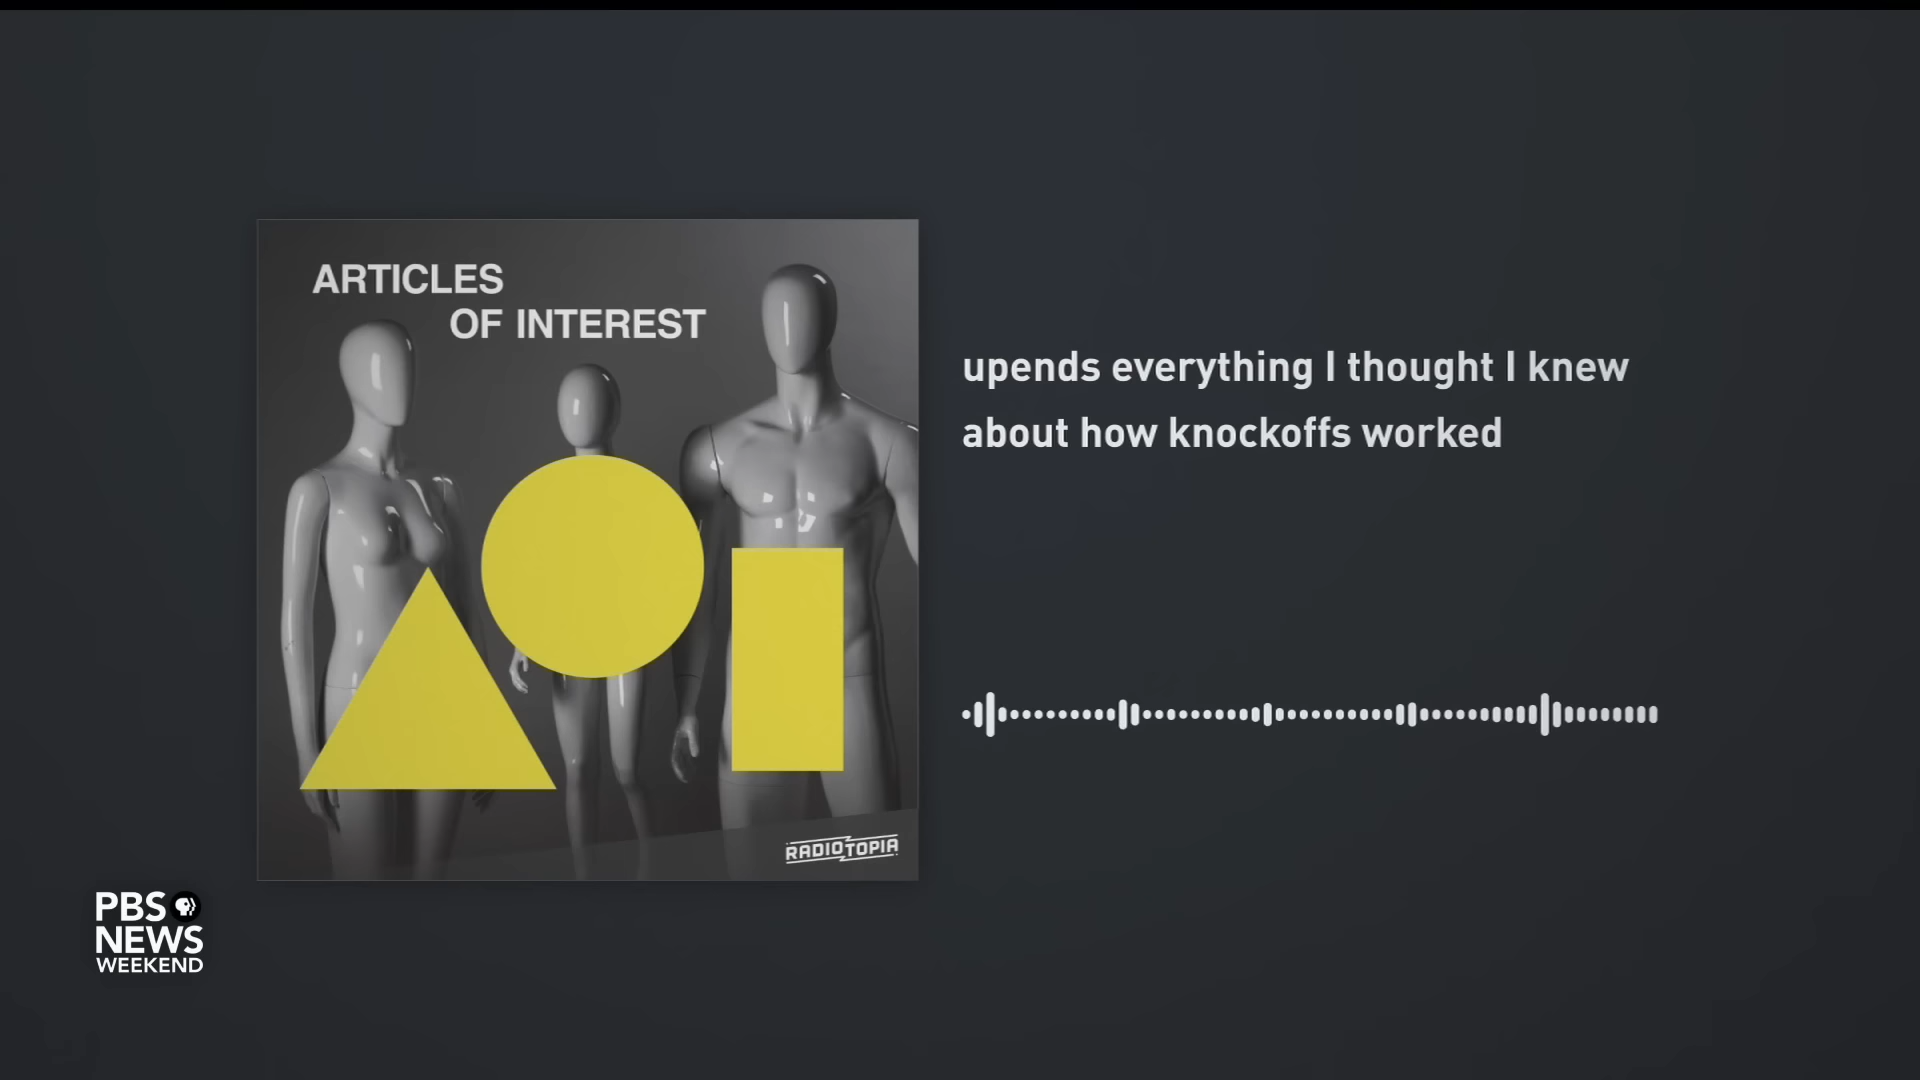 ARTICLES
OF INTEREST
upends everything I thought I knew
about how knockoffs worked
RADIOTOPIA
PBS
NEWS
WEEKEND